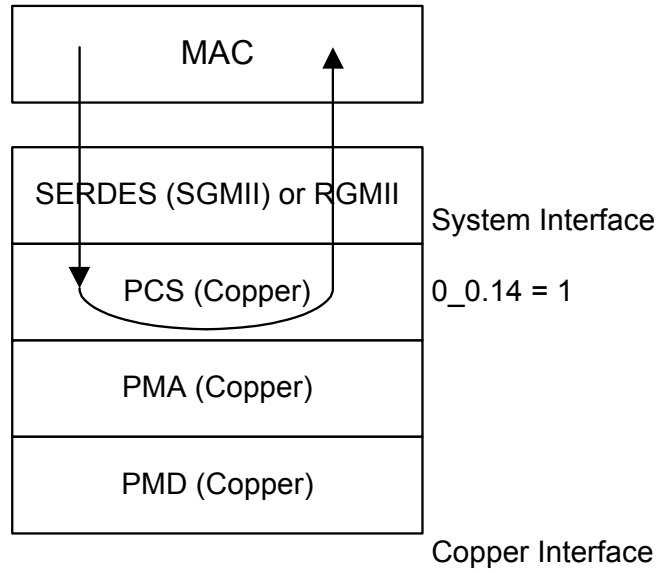 MAC
SERDES (SGMII) or RGMII
System Interface
PCS (Copper)
0_0.14 = 1
PMA (Copper)
PMD (Copper)
Copper Interface